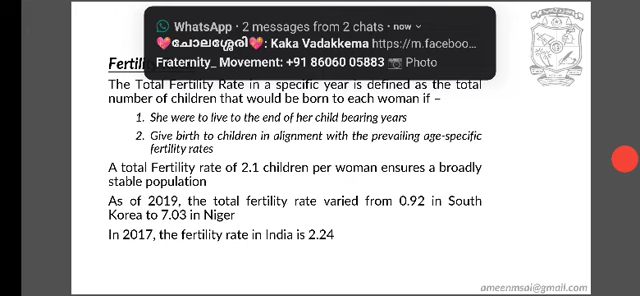 WhatsApp • 2 messages from 2 chats • now
💖ചോലശ്ശേരി💖: Kaka Vadakkema https://m.faceboo...
Fraternity_ Movement: +91 86060 05883 📷 Photo
Fertili
The Total Fertility Rate in a specific year is defined as the total
number of children that would be born to each woman if –
1. She were to live to the end of her child bearing years
2. Give birth to children in alignment with the prevailing age-specific
fertility rates
A total Fertility rate of 2.1 children per woman ensures a broadly
stable population
As of 2019, the total fertility rate varied from 0.92 in South
Korea to 7.03 in Niger
In 2017, the fertility rate in India is 2.24
ameenmsai@gmail.com